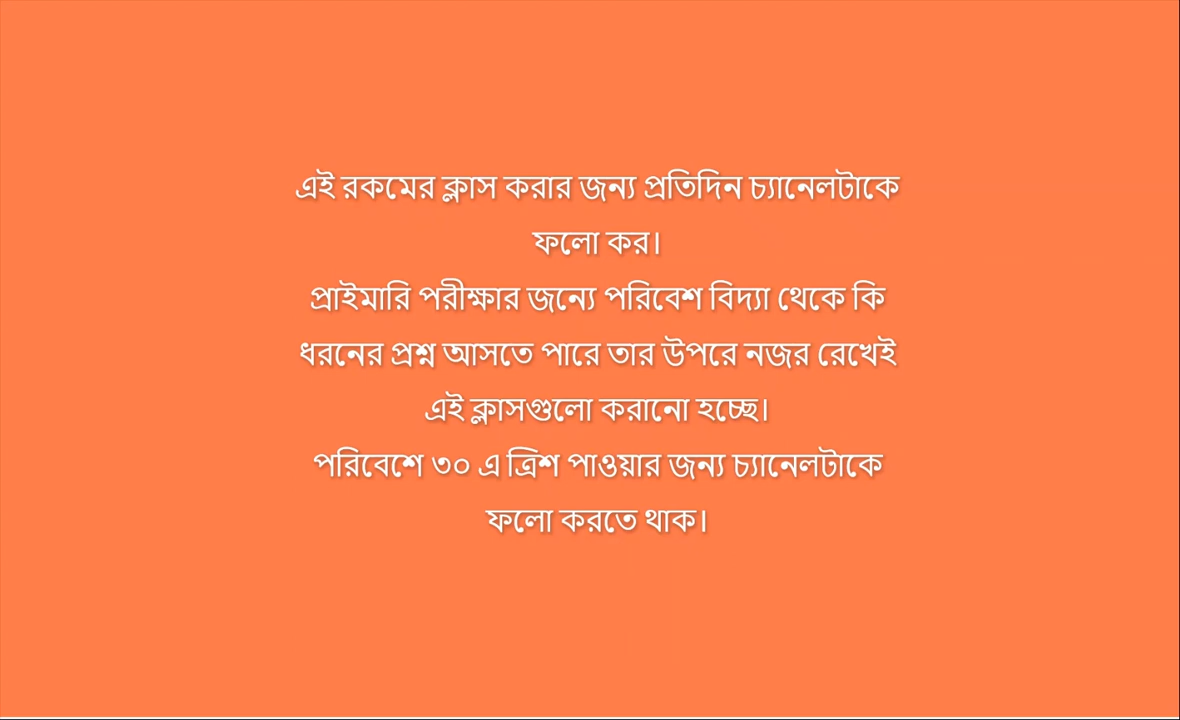 এই রকমের ক্লাস করার জন্য প্রতিদিন চ্যানেলটাকে
ফলো কর।
প্রাইমারি পরীক্ষার জন্যে পরিবেশ বিদ্যা থেকে কি
ধরনের প্রশ্ন আসতে পারে তার উপরে নজর রেখেই
এই ক্লাসগুলো করানো হচ্ছে।
পরিবেশে ৩০ এ ত্রিশ পাওয়ার জন্য চ্যানেলটাকে
ফলো করতে থাক।